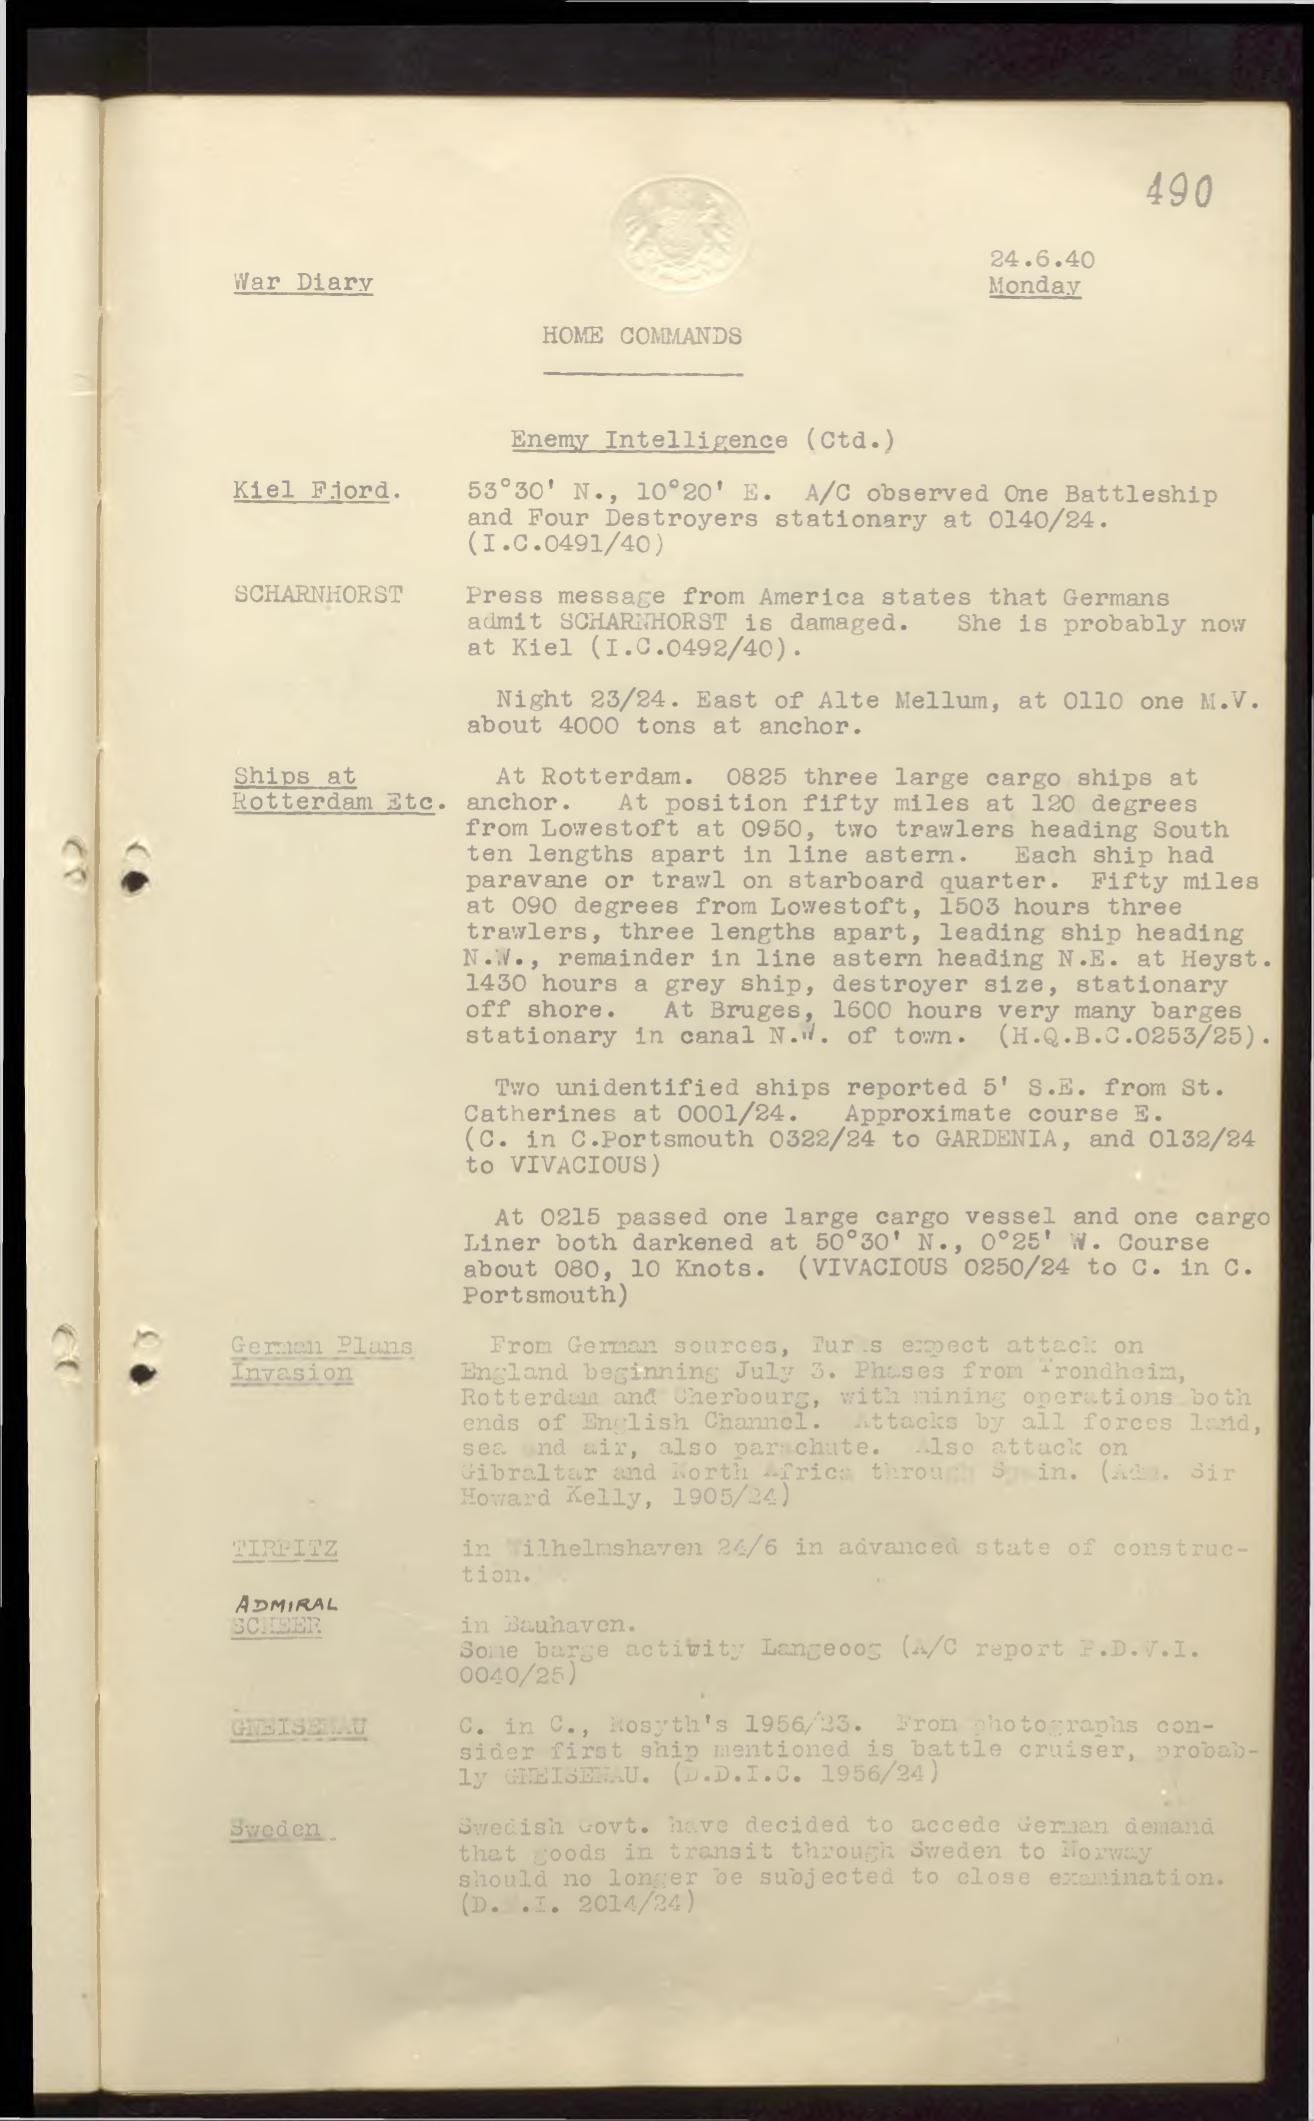 490
24.6.40
War Diary
Monday
HOME COMMANDS
Enemy Intelligence (Ctd.)
Kiel Fjord. 53°30' N., 10°20' E. A/C observed One Battleship
and Four Destroyers stationary at 0140/24.
(I.C.0491/40)
SCHARNHORST Press message from America states that Germans
admit SCHARNHORST is damaged. She is probably now
at Kiel (I.C.0492/40).
Night 23/24. East of Alte Mellum, at 0110 one M.V.
about 4000 tons at anchor.
Ships at At Rotterdam. 0825 three large cargo ships at
Rotterdam Etc. anchor. At position fifty miles at 120 degrees
from Lowestoft at 0950, two trawlers heading South
ten lengths apart in line astern. Each ship had
paravane or trawl on starboard quarter. Fifty miles
at 090 degrees from Lowestoft, 1503 hours three
trawlers, three lengths apart, leading ship heading
N.W., remainder in line astern heading N.E. at Heyst.
1430 hours a grey ship, destroyer size, stationary
off shore. At Bruges, 1600 hours very many barges
stationary in canal N.W. of town. (H.Q.B.C.0253/25).
Two unidentified ships reported 5' S.E. from St.
Catherines at 0001/24. Approximate course E.
(C. in C.Portsmouth 0322/24 to GARDENIA, and 0132/24
to VIVACIOUS)
At 0215 passed one large cargo vessel and one cargo
Liner both darkened at 50°30' N., 0°25' W. Course
about 080, 10 Knots. (VIVACIOUS 0250/24 to C. in C.
Portsmouth)
German Plans From German sources, Turks expect attack on
Invasion England beginning July 3. Phases from Trondheim,
Rotterdam and Cherbourg, with mining operations both
ends of English Channel. Attacks by all forces land,
sea and air, also parachute. Also attack on
Gibraltar and North Africa through Spain. (Adm. Sir
Howard Kelly, 1905/24)
TIRPITZ in Wilhelmshaven 24/6 in advanced state of construc-
tion.
ADMIRAL
SCHEER in Bauhaven.
Some barge activity Langeoog (A/C report P.D.V.I.
0040/25)
GNEISENAU C. in C., Rosyth's 1956/23. From photographs con-
sider first ship mentioned is battle cruiser, probab-
ly GNEISENAU. (D.D.I.C. 1956/24)
Sweden Swedish Govt. have decided to accede German demand
that goods in transit through Sweden to Norway
should no longer be subjected to close examination.
2014/24)